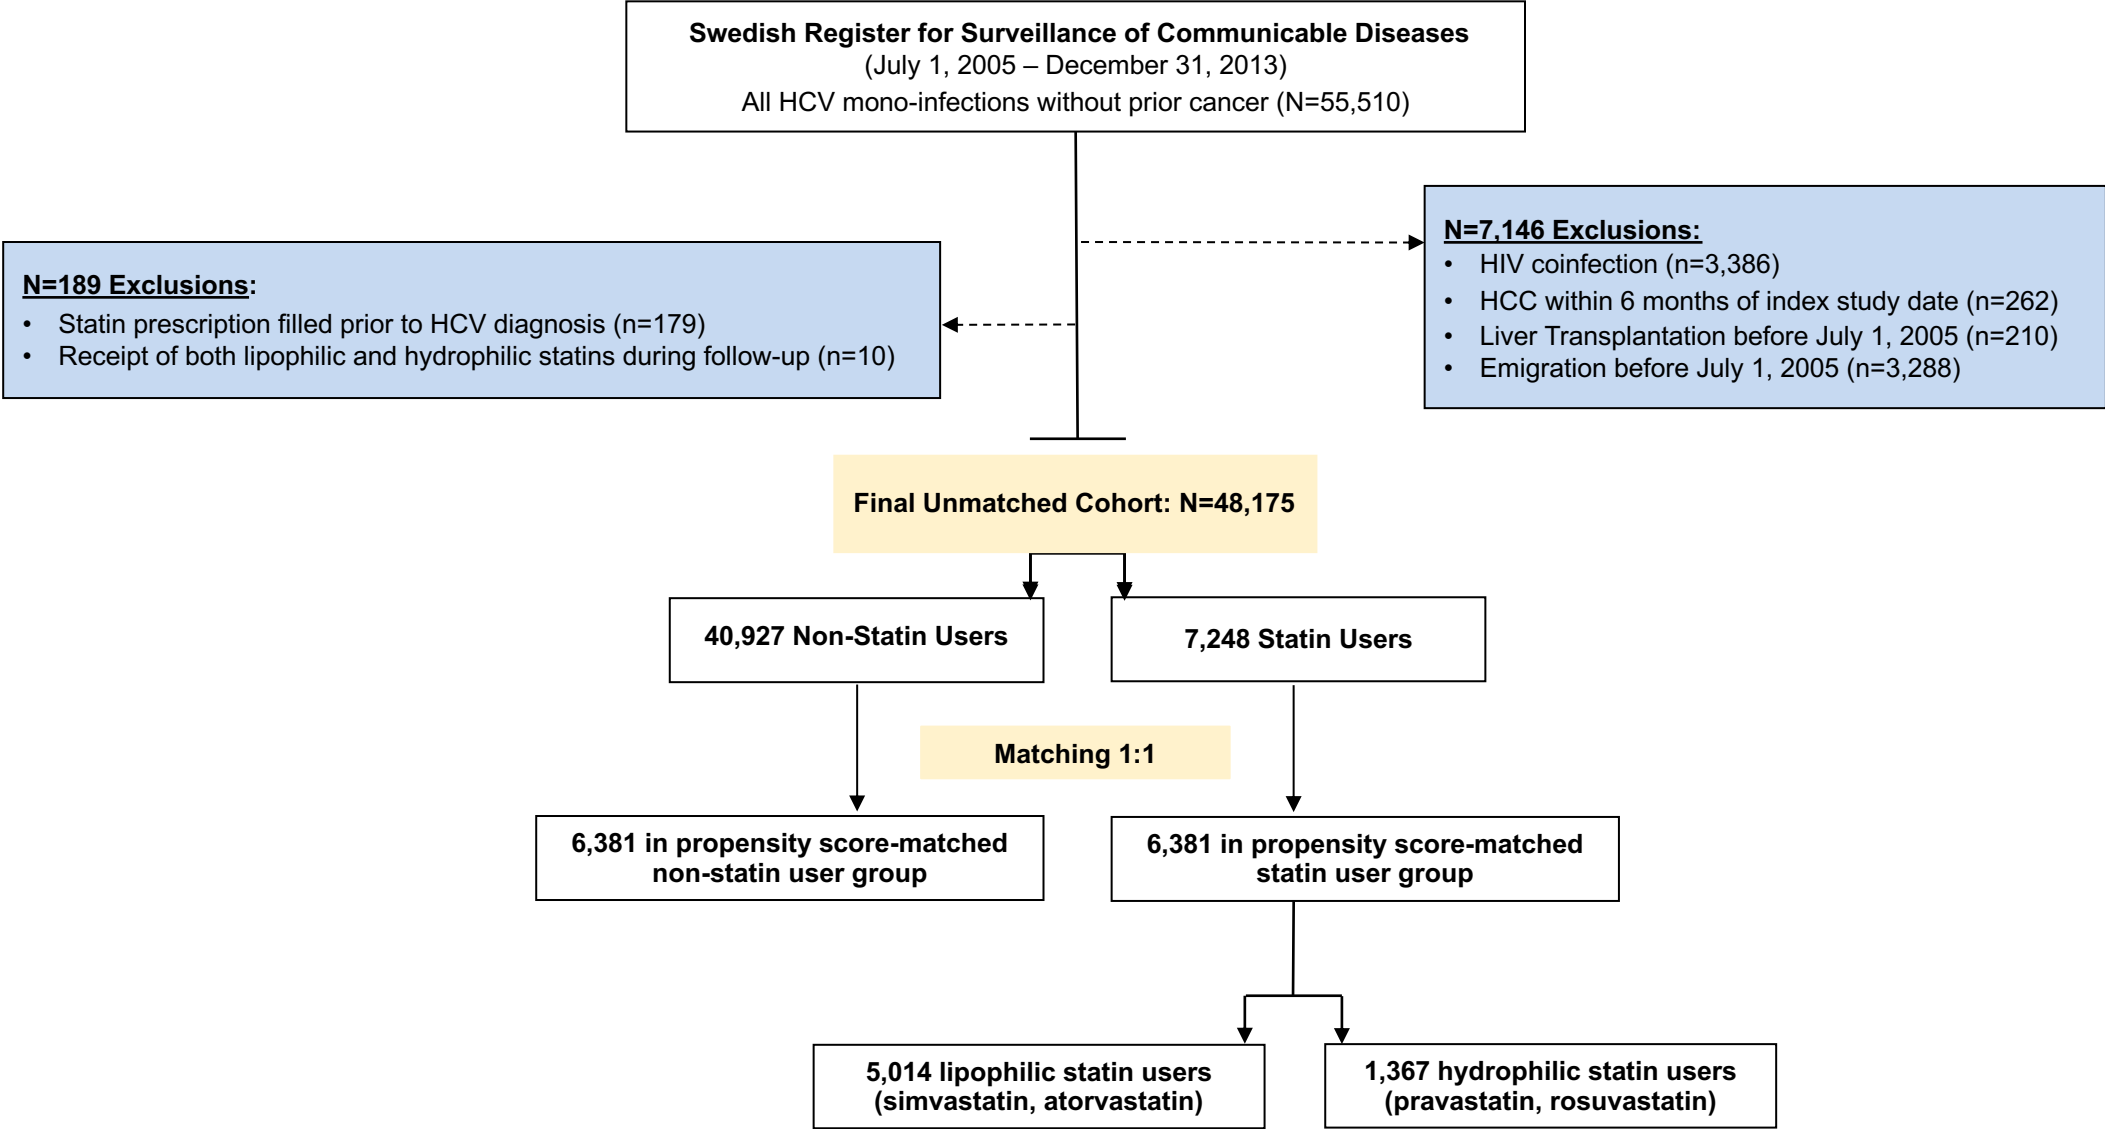 Swedish Register for Surveillance of Communicable Diseases
(July 1, 2005 – December 31, 2013)
All HCV mono-infections without prior cancer (N=55,510)
N=7,146 Exclusions:
• HIV coinfection (n=3,386)
• HCC within 6 months of index study date (n=262)
• Liver Transplantation before July 1, 2005 (n=210)
• Emigration before July 1, 2005 (n=3,288)
N=189 Exclusions:
• Statin prescription filled prior to HCV diagnosis (n=179)
• Receipt of both lipophilic and hydrophilic statins during follow-up (n=10)
Final Unmatched Cohort: N=48,175
40,927 Non-Statin Users
7,248 Statin Users
Matching 1:1
6,381 in propensity score-matched
non-statin user group
6,381 in propensity score-matched
statin user group
5,014 lipophilic statin users
(simvastatin, atorvastatin)
1,367 hydrophilic statin users
(pravastatin, rosuvastatin)